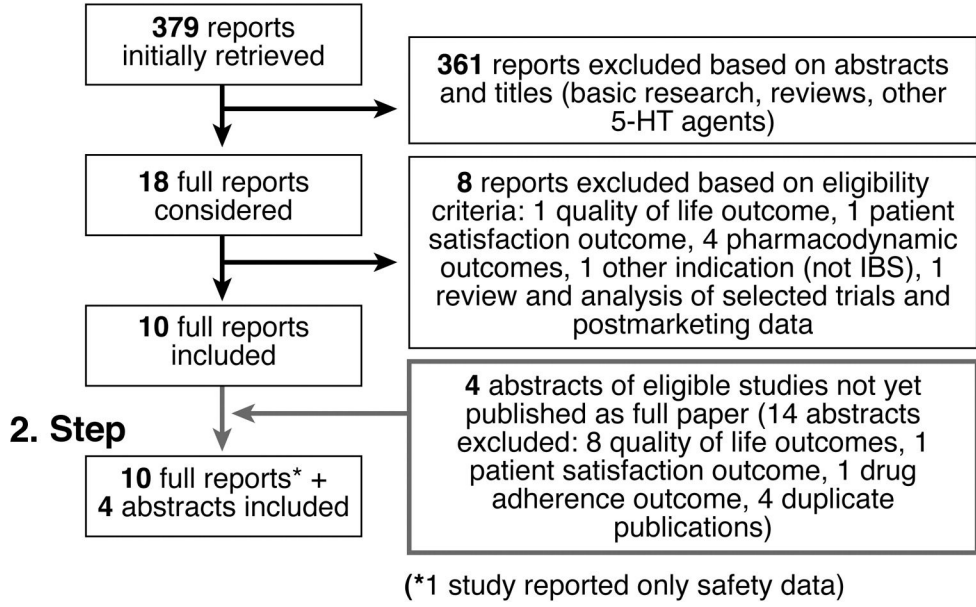 379 reports
initially retrieved
361 reports excluded based on abstracts
and titles (basic research, reviews, other
5-HT agents)
18 full reports
considered
8 reports excluded based on eligibility
criteria: 1 quality of life outcome, 1 patient
satisfaction outcome, 4 pharmacodynamic
outcomes, 1 other indication (not IBS), 1
review and analysis of selected trials and
postmarketing data
10 full reports
included
4 abstracts of eligible studies not yet
published as full paper (14 abstracts
excluded: 8 quality of life outcomes, 1
patient satisfaction outcome, 1 drug
adherence outcome, 4 duplicate
publications)
2. Step
10 full reports* +
4 abstracts included
(*1 study reported only safety data)